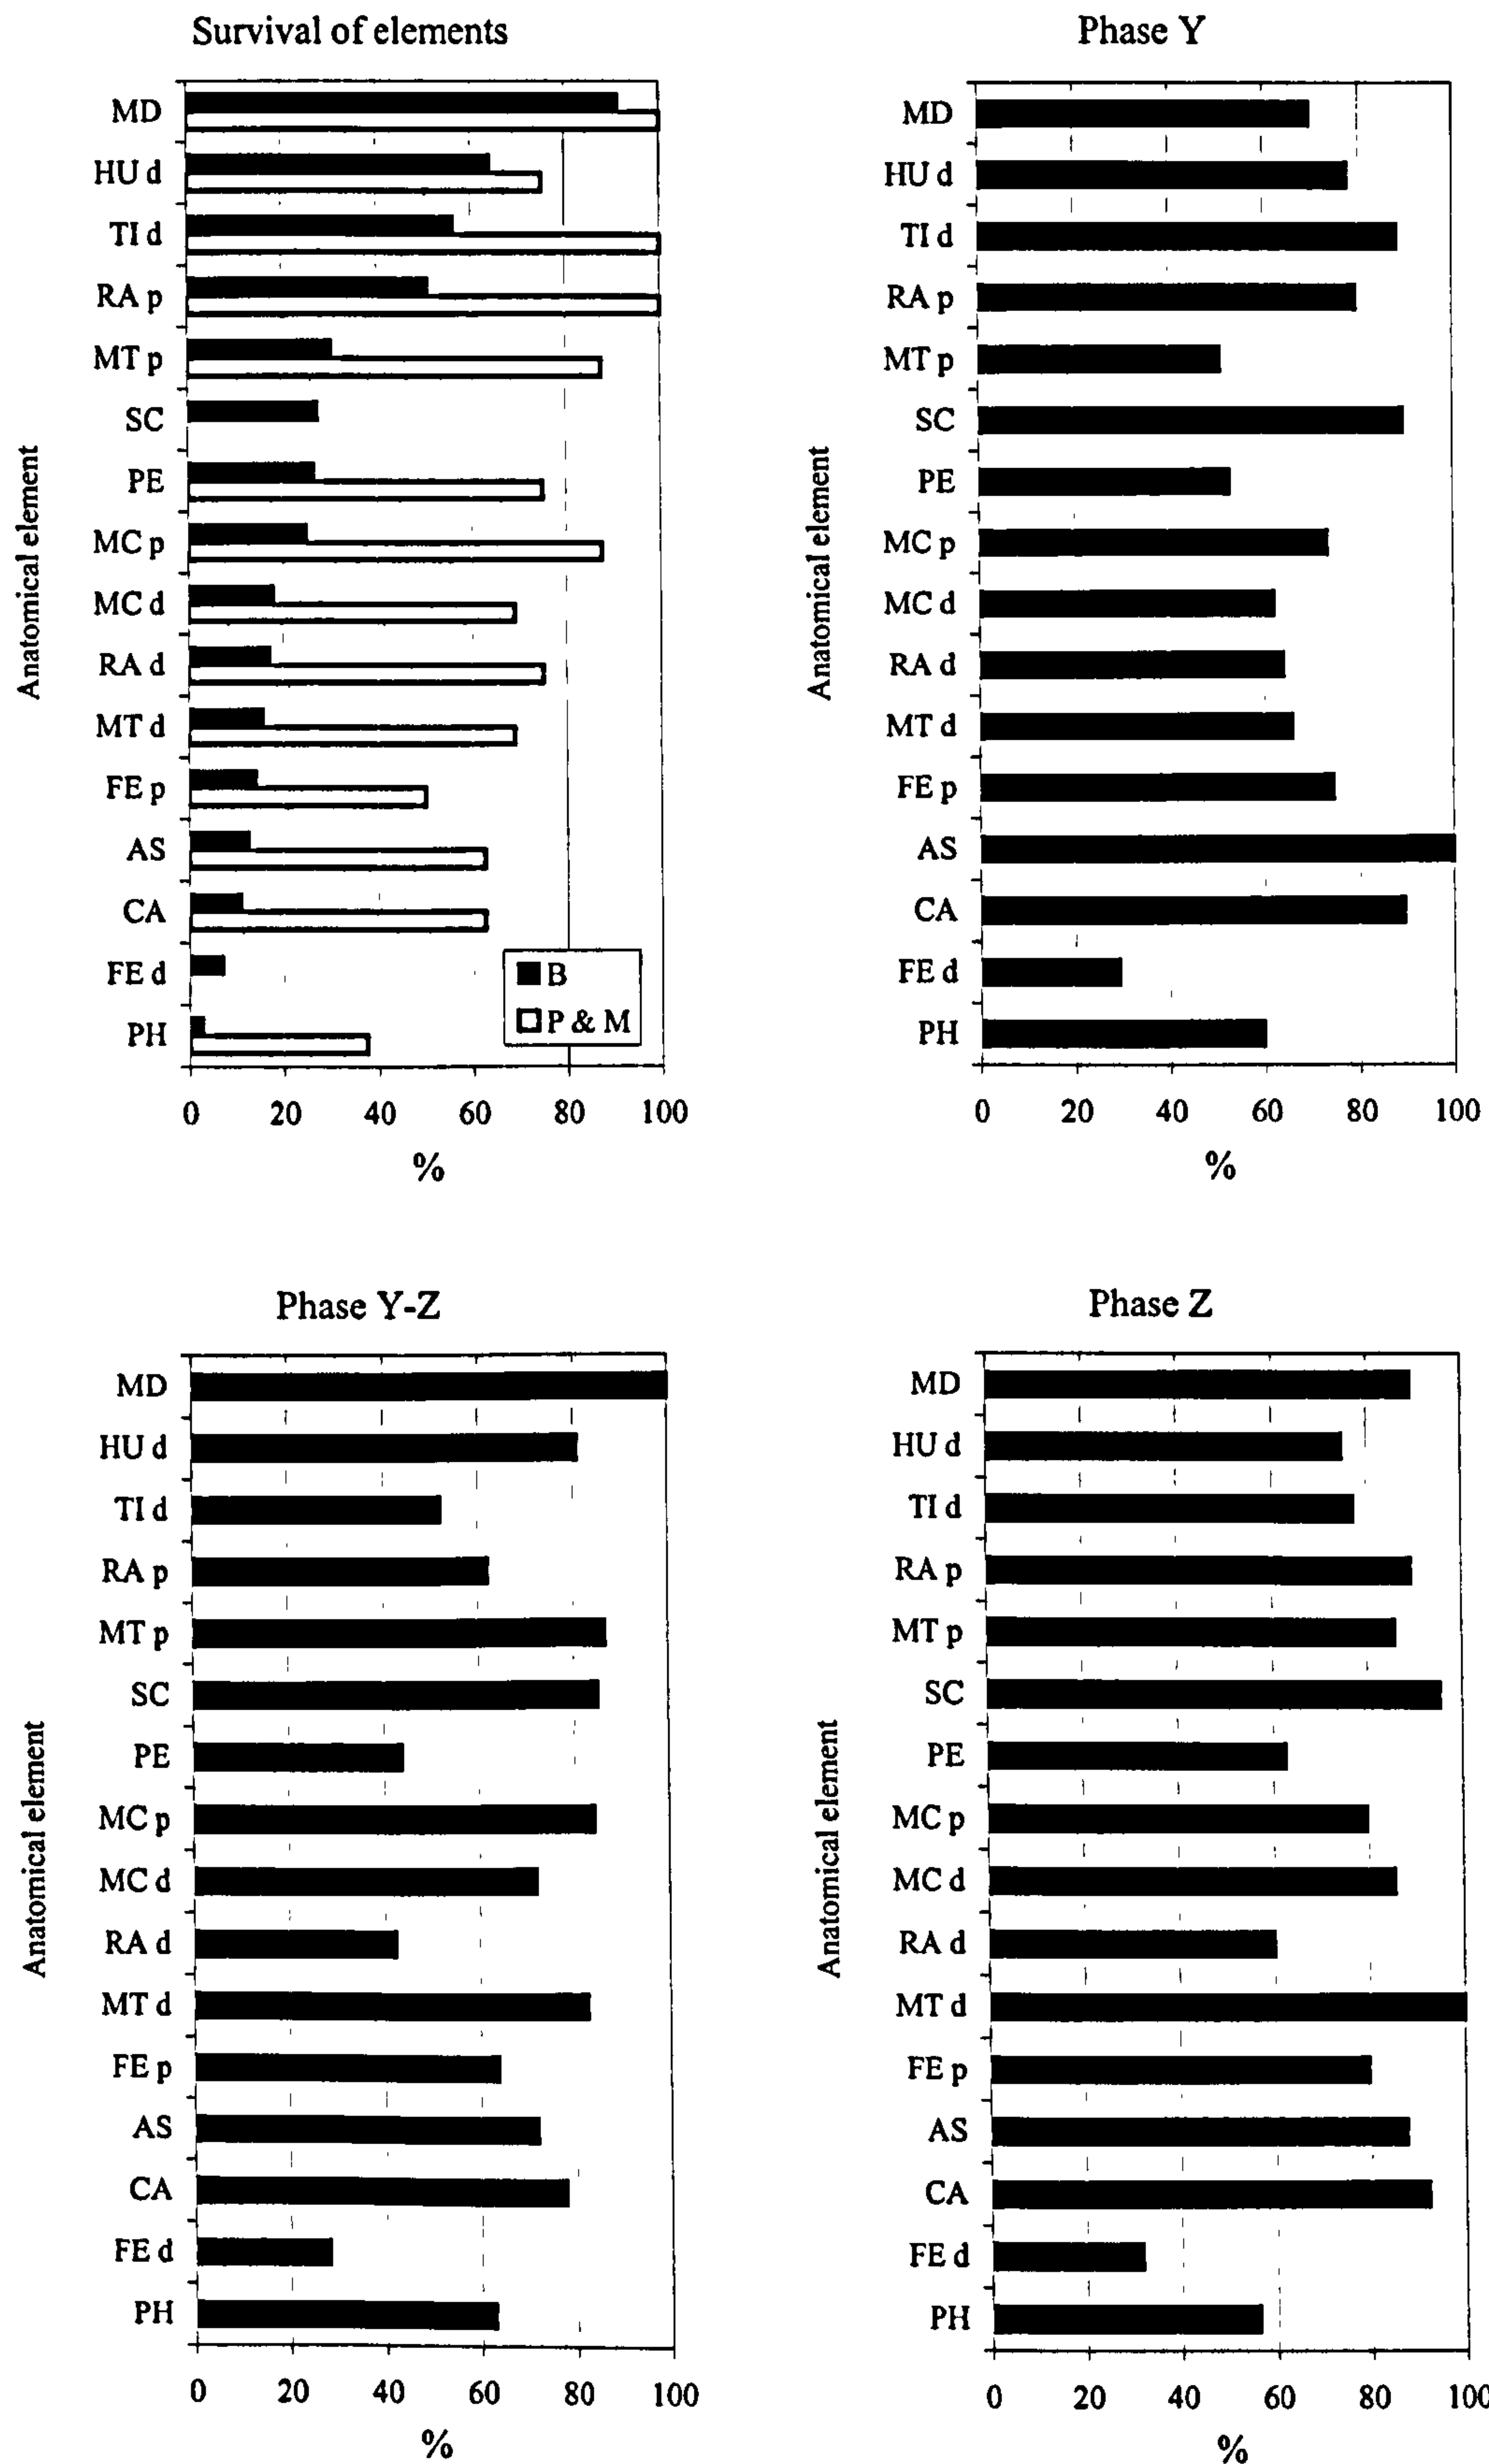 Survival of elements
Anatomical element
MD
HU d
TI d
RA p
MT p
SC
PE
MC p
MC d
RA d
MT d
FE p
AS
CA
FE d
PH
B
P & M
0 20 40 60 80 100
%
Phase Y
Anatomical element
MD
HU d
TI d
RA p
MT p
SC
PE
MC p
MC d
RA d
MT d
FE p
AS
CA
FE d
PH
0 20 40 60 80 100
%
Phase Y-Z
Anatomical element
MD
HU d
TI d
RA p
MT p
SC
PE
MC p
MC d
RA d
MT d
FE p
AS
CA
FE d
PH
0 20 40 60 80 100
%
Phase Z
Anatomical element
MD
HU d
TI d
RA p
MT p
SC
PE
MC p
MC d
RA d
MT d
FE p
AS
CA
FE d
PH
0 20 40 60 80 100
%